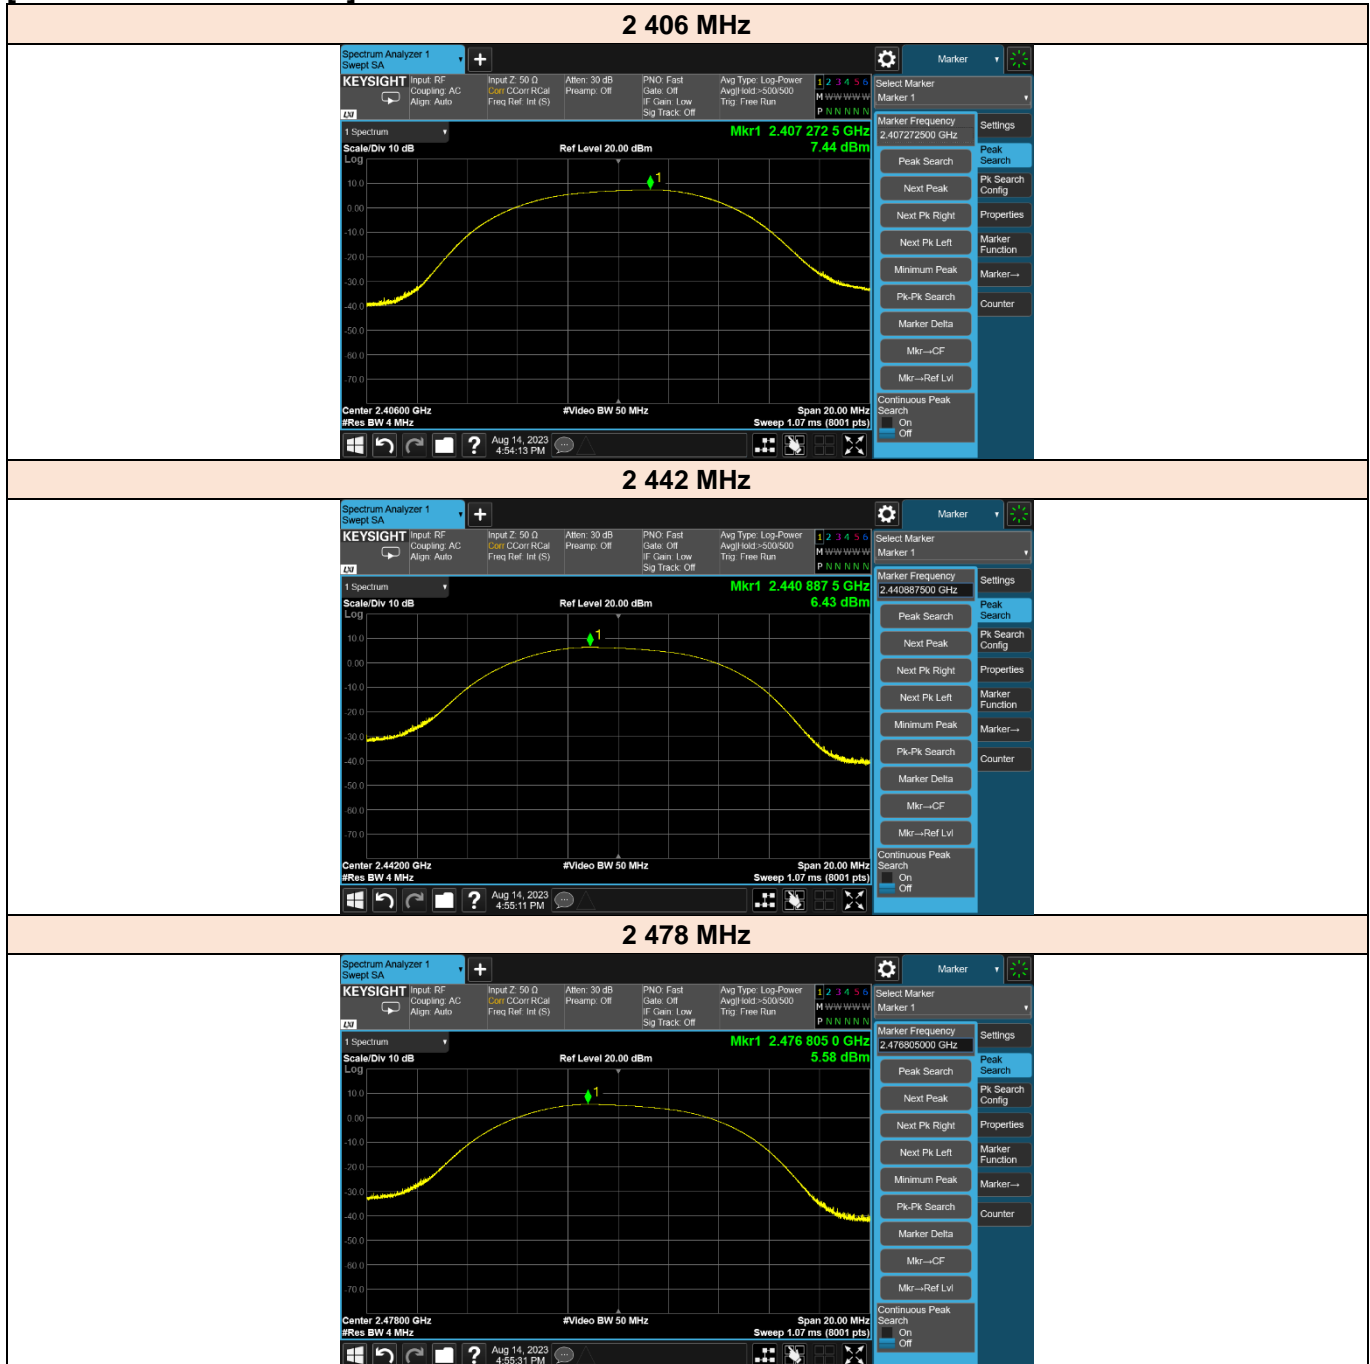 2 406 MHz
Spectrum Analyzer 1
Swept SA
Marker
KEYSIGHT
Input: RF
Coupling: AC
Align: Auto
Input Z: 50 Ω
Corr CCorr RCal
Freq Ref: Int (S)
Atten: 30 dB
Preamp: Off
PNO: Fast
Gate: Off
IF Gain: Low
Sig Track: Off
Avg Type: Log-Power
Avg|Hold:>500/500
Trig: Free Run
1 2 3 4 5 6
M W W W W W
P N N N N N
LXI
Select Marker
Marker 1
1 Spectrum
Mkr1 2.407 272 5 GHz
Scale/Div 10 dB
Ref Level 20.00 dBm
7.44 dBm
Log
10.0
0.00
-10.0
-20.0
-30.0
-40.0
-50.0
-60.0
-70.0
1
Center 2.40600 GHz
#Video BW 50 MHz
Span 20.00 MHz
#Res BW 4 MHz
Sweep 1.07 ms (8001 pts)
Marker Frequency
2.407272500 GHz
Peak Search
Next Peak
Next Pk Right
Next Pk Left
Minimum Peak
Pk-Pk Search
Marker Delta
Mkr→CF
Mkr→Ref Lvl
Continuous Peak
Search
On
Off
Settings
Peak
Search
Pk Search
Config
Properties
Marker
Function
Marker→
Counter
?
Aug 14, 2023
4:54:13 PM
2 442 MHz
Spectrum Analyzer 1
Swept SA
Marker
KEYSIGHT
Input: RF
Coupling: AC
Align: Auto
Input Z: 50 Ω
Corr CCorr RCal
Freq Ref: Int (S)
Atten: 30 dB
Preamp: Off
PNO: Fast
Gate: Off
IF Gain: Low
Sig Track: Off
Avg Type: Log-Power
Avg|Hold:>500/500
Trig: Free Run
1 2 3 4 5 6
M W W W W W
P N N N N N
LXI
Select Marker
Marker 1
1 Spectrum
Mkr1 2.440 887 5 GHz
Scale/Div 10 dB
Ref Level 20.00 dBm
6.43 dBm
Log
10.0
0.00
-10.0
-20.0
-30.0
-40.0
-50.0
-60.0
-70.0
1
Center 2.44200 GHz
#Video BW 50 MHz
Span 20.00 MHz
#Res BW 4 MHz
Sweep 1.07 ms (8001 pts)
Marker Frequency
2.440887500 GHz
Peak Search
Next Peak
Next Pk Right
Next Pk Left
Minimum Peak
Pk-Pk Search
Marker Delta
Mkr→CF
Mkr→Ref Lvl
Continuous Peak
Search
On
Off
Settings
Peak
Search
Pk Search
Config
Properties
Marker
Function
Marker→
Counter
?
Aug 14, 2023
4:55:11 PM
2 478 MHz
Spectrum Analyzer 1
Swept SA
Marker
KEYSIGHT
Input: RF
Coupling: AC
Align: Auto
Input Z: 50 Ω
Corr CCorr RCal
Freq Ref: Int (S)
Atten: 30 dB
Preamp: Off
PNO: Fast
Gate: Off
IF Gain: Low
Sig Track: Off
Avg Type: Log-Power
Avg|Hold:>500/500
Trig: Free Run
1 2 3 4 5 6
M W W W W W
P N N N N N
LXI
Select Marker
Marker 1
1 Spectrum
Mkr1 2.476 805 0 GHz
Scale/Div 10 dB
Ref Level 20.00 dBm
5.58 dBm
Log
10.0
0.00
-10.0
-20.0
-30.0
-40.0
-50.0
-60.0
-70.0
1
Center 2.47800 GHz
#Video BW 50 MHz
Span 20.00 MHz
#Res BW 4 MHz
Sweep 1.07 ms (8001 pts)
Marker Frequency
2.476805000 GHz
Peak Search
Next Peak
Next Pk Right
Next Pk Left
Minimum Peak
Pk-Pk Search
Marker Delta
Mkr→CF
Mkr→Ref Lvl
Continuous Peak
Search
On
Off
Settings
Peak
Search
Pk Search
Config
Properties
Marker
Function
Marker→
Counter
?
Aug 14, 2023
4:55:31 PM